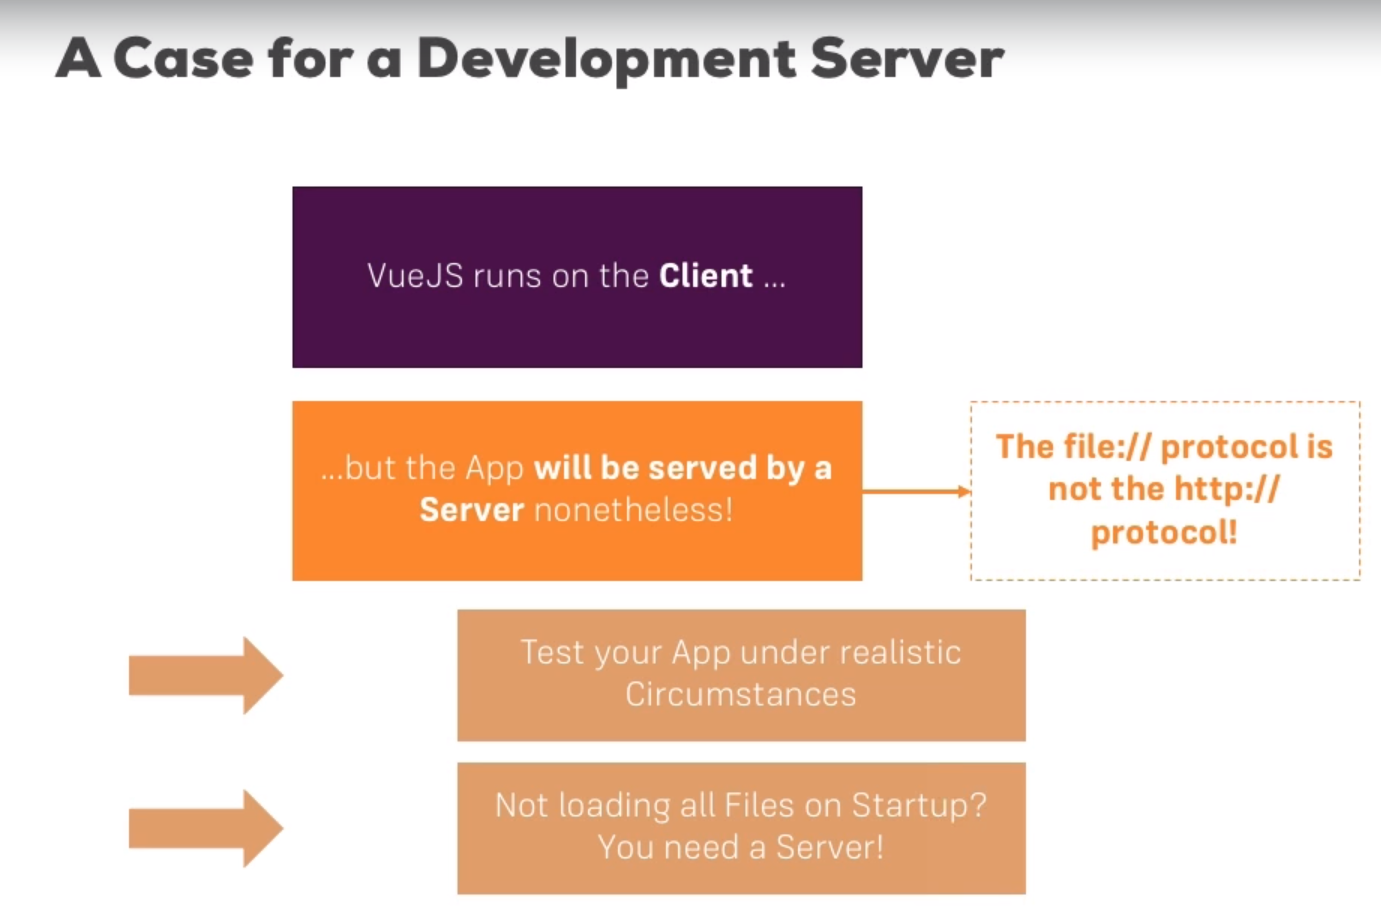 A Case for a Development Server
VueJS runs on the Client ...
...but the App will be served by a
Server nonetheless!
The file:// protocol is
not the http://
protocol!
Test your App under realistic
Circumstances
Not loading all Files on Startup?
You need a Server!